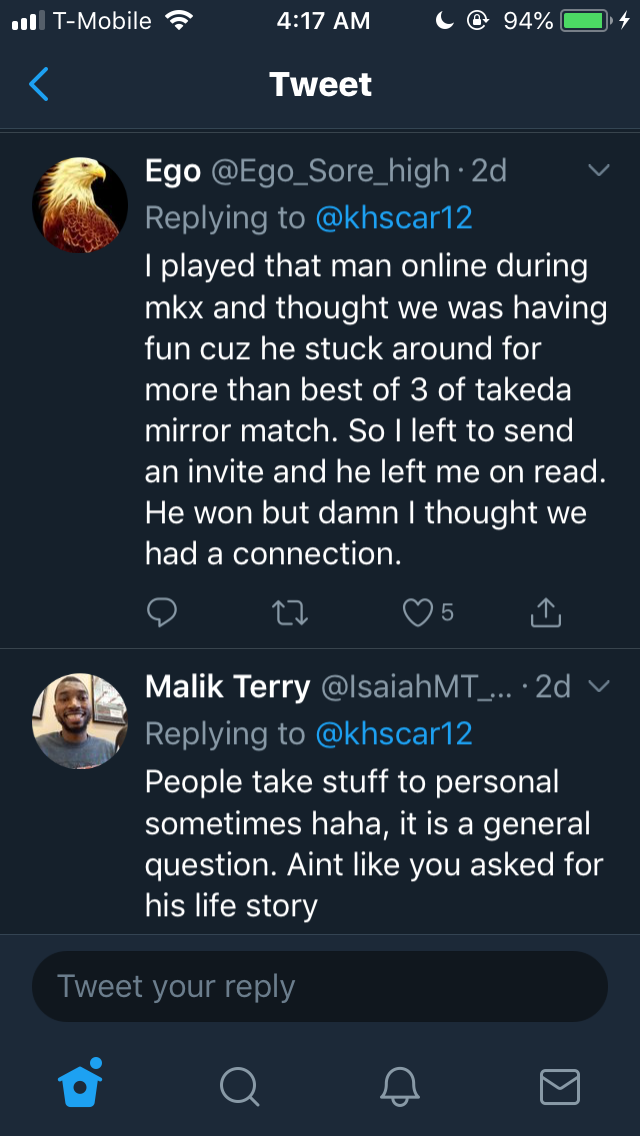 T-Mobile 4:17 AM 94%
Tweet
Ego @Ego_Sore_high · 2d
Replying to @khscar12
I played that man online during
mkx and thought we was having
fun cuz he stuck around for
more than best of 3 of takeda
mirror match. So I left to send
an invite and he left me on read.
He won but damn I thought we
had a connection.
5
Malik Terry @IsaiahMT_... · 2d
Replying to @khscar12
People take stuff to personal
sometimes haha, it is a general
question. Aint like you asked for
his life story
Tweet your reply